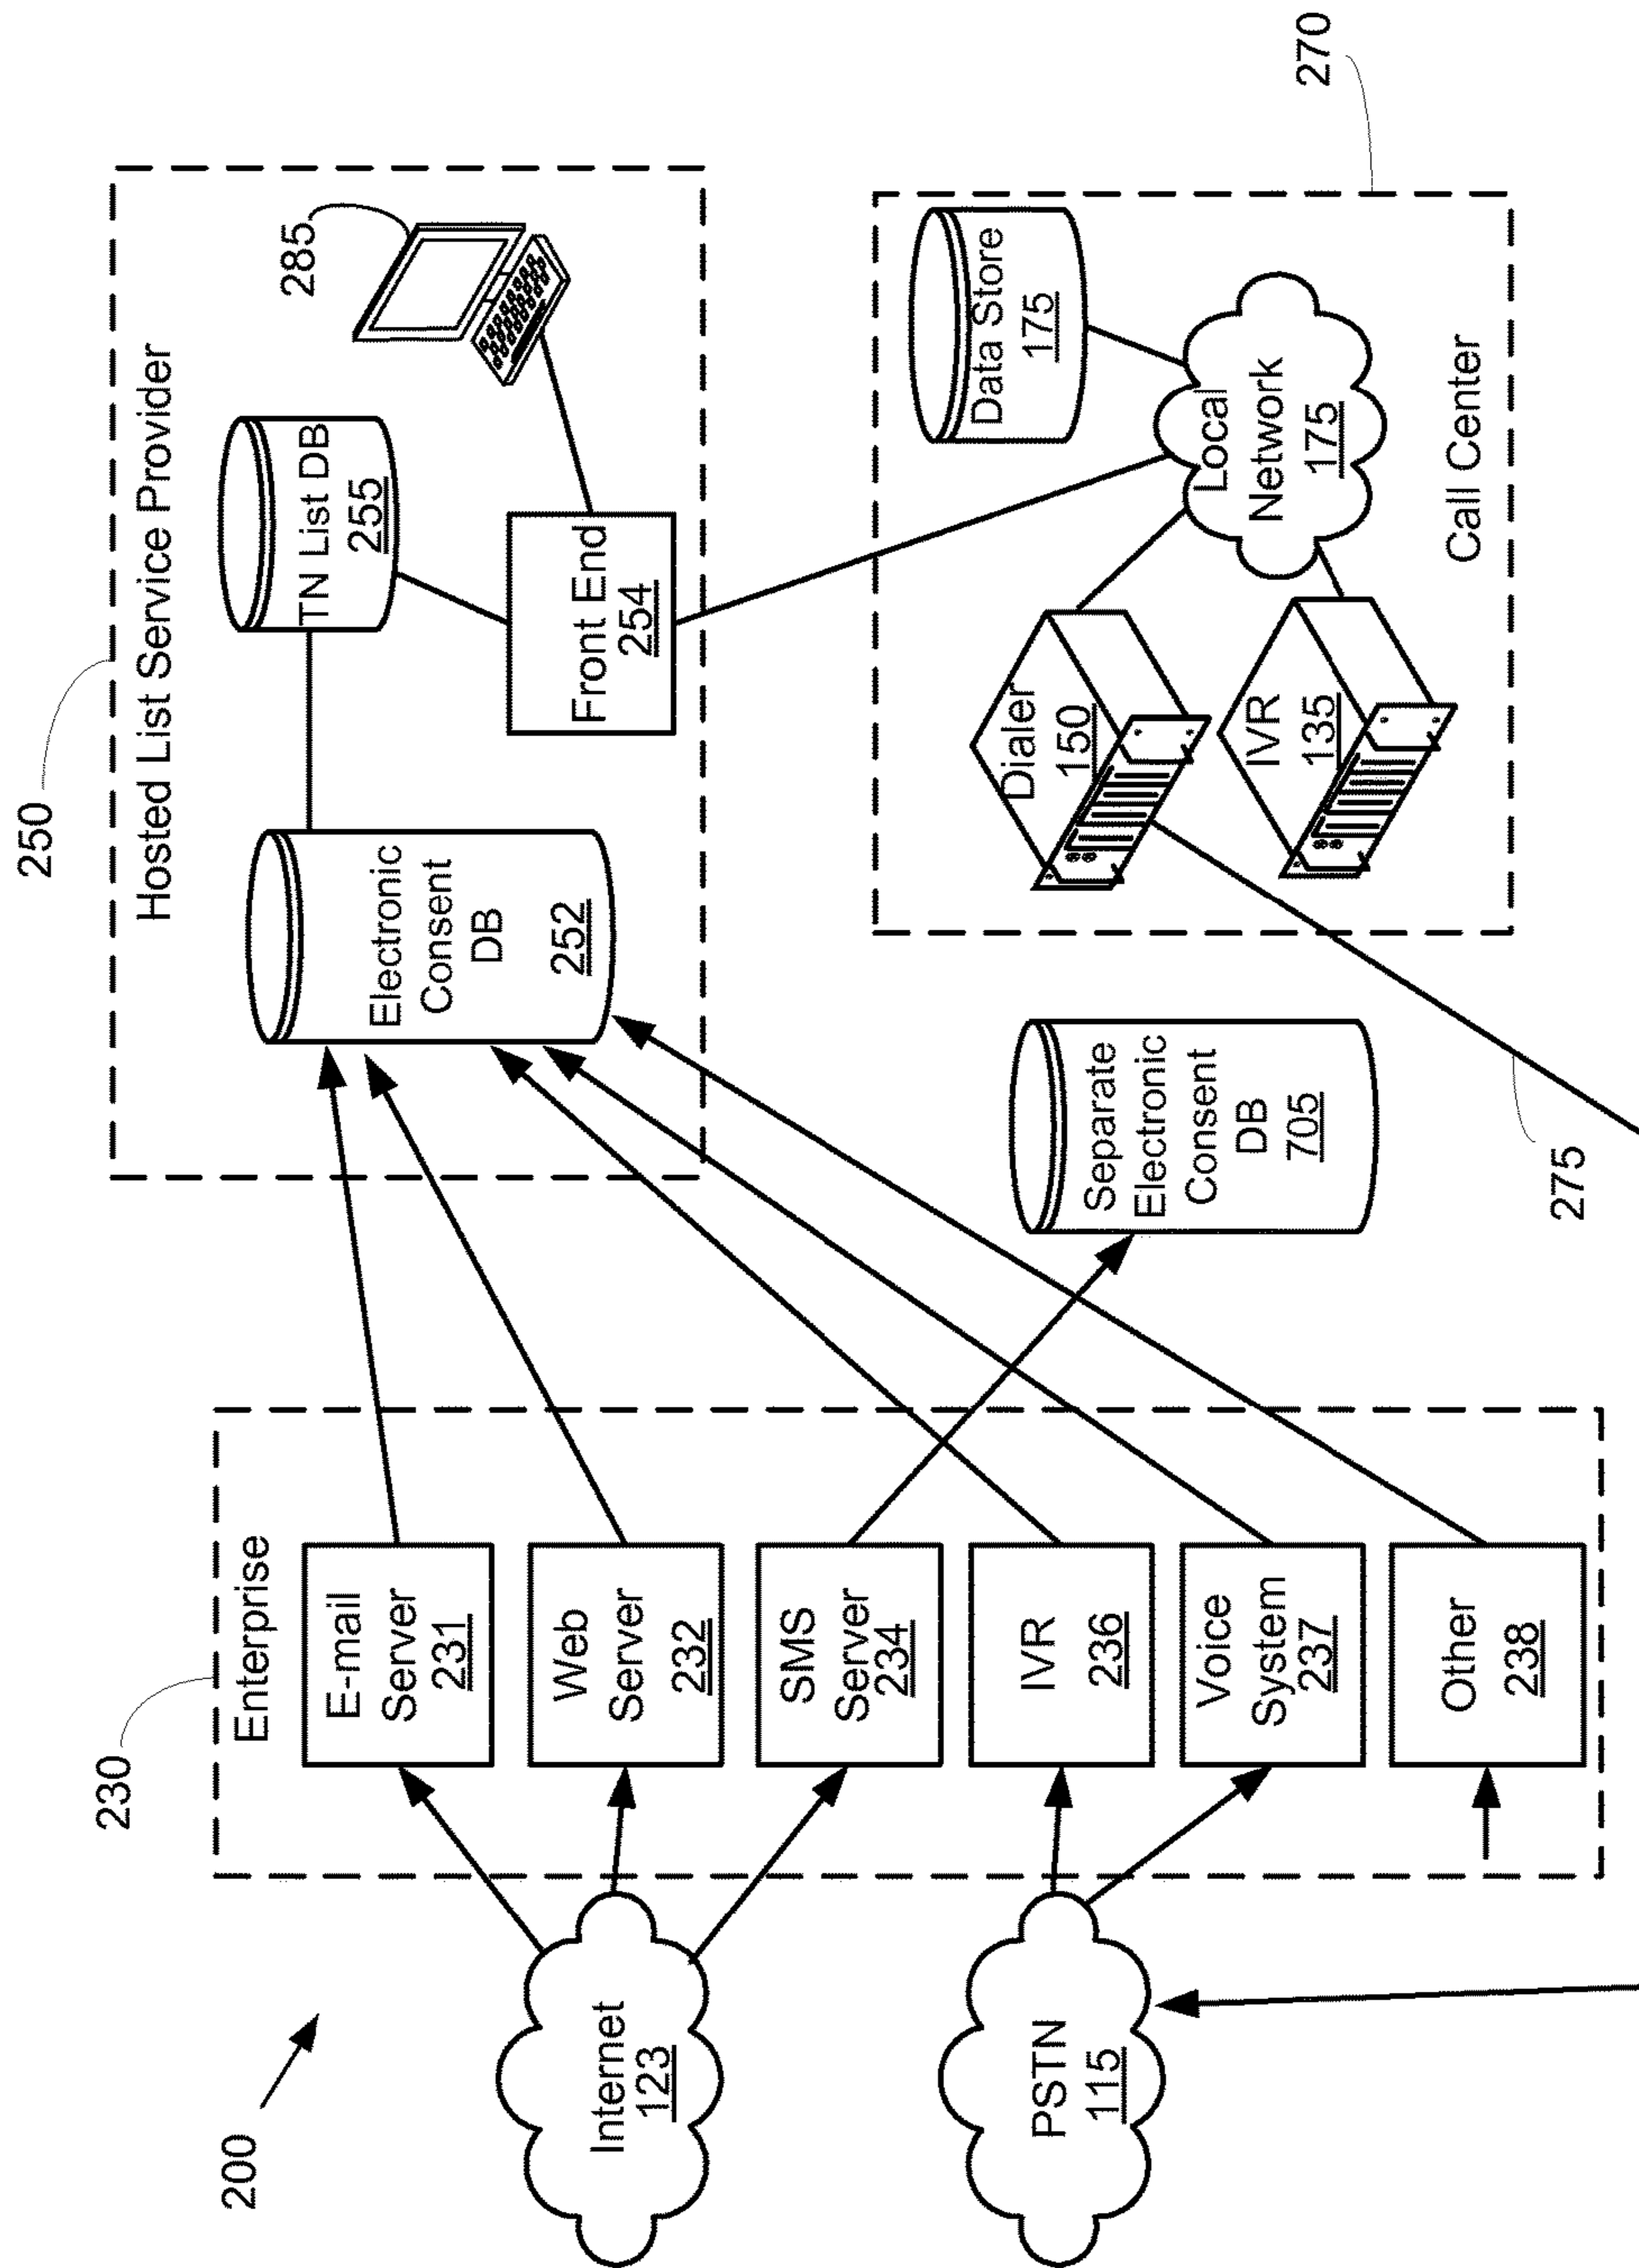 200
230
Enterprise
Internet
123
PSTN
115
E-mail
Server
231
Web
Server
232
SMS
Server
234
IVR
236
Voice
System
237
Other
238
250
Hosted List Service Provider
Electronic
Consent
DB
252
TN List DB
255
Front End
254
285
Separate
Electronic
Consent
DB
705
270
Data Store
175
Local
Network
175
Dialer
150
IVR
135
Call Center
275